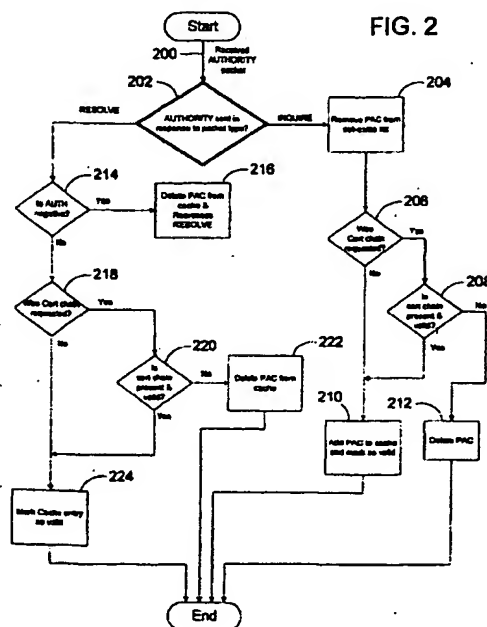 FIG. 2
Start
200
Received
AUTHORITY
packet
202
AUTHORITY sent in
response to packet type?
RESOLVE
INQUIRE
204
Remove PAC from
out-cache list
214
Is AUTH
negative?
Yes
No
216
Delete PAC from
cache &
RESOLVE
206
Was
Cert chain
requested?
Yes
No
208
Is
cert chain
present &
valid?
No
Yes
218
Was Cert chain
requested?
Yes
No
220
Is
cert chain
present &
valid?
No
Yes
222
Delete PAC from
cache
210
Add PAC to cache
and mark as valid
212
Delete PAC
224
Mark Cache entry
as valid
End